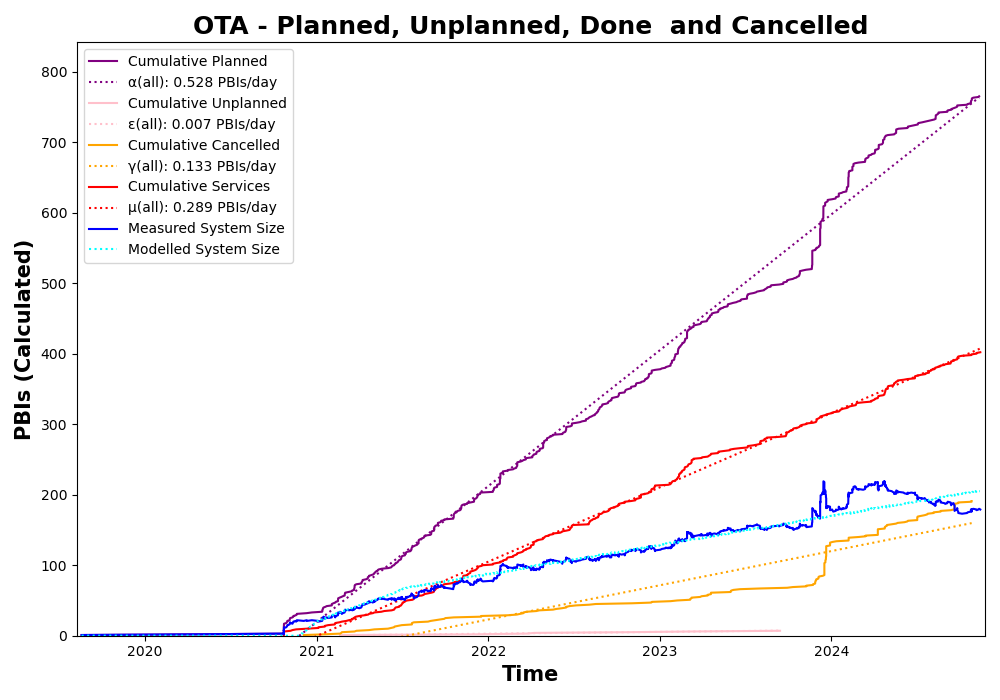 OTA - Planned, Unplanned, Done  and Cancelled
Cumulative Planned
α(all): 0.528 PBIs/day
Cumulative Unplanned
ε(all): 0.007 PBIs/day
Cumulative Cancelled
γ(all): 0.133 PBIs/day
Cumulative Services
μ(all): 0.289 PBIs/day
Measured System Size
Modelled System Size
PBIs (Calculated)
800
700
600
500
400
300
200
100
0
2020 2021 2022 2023 2024
Time